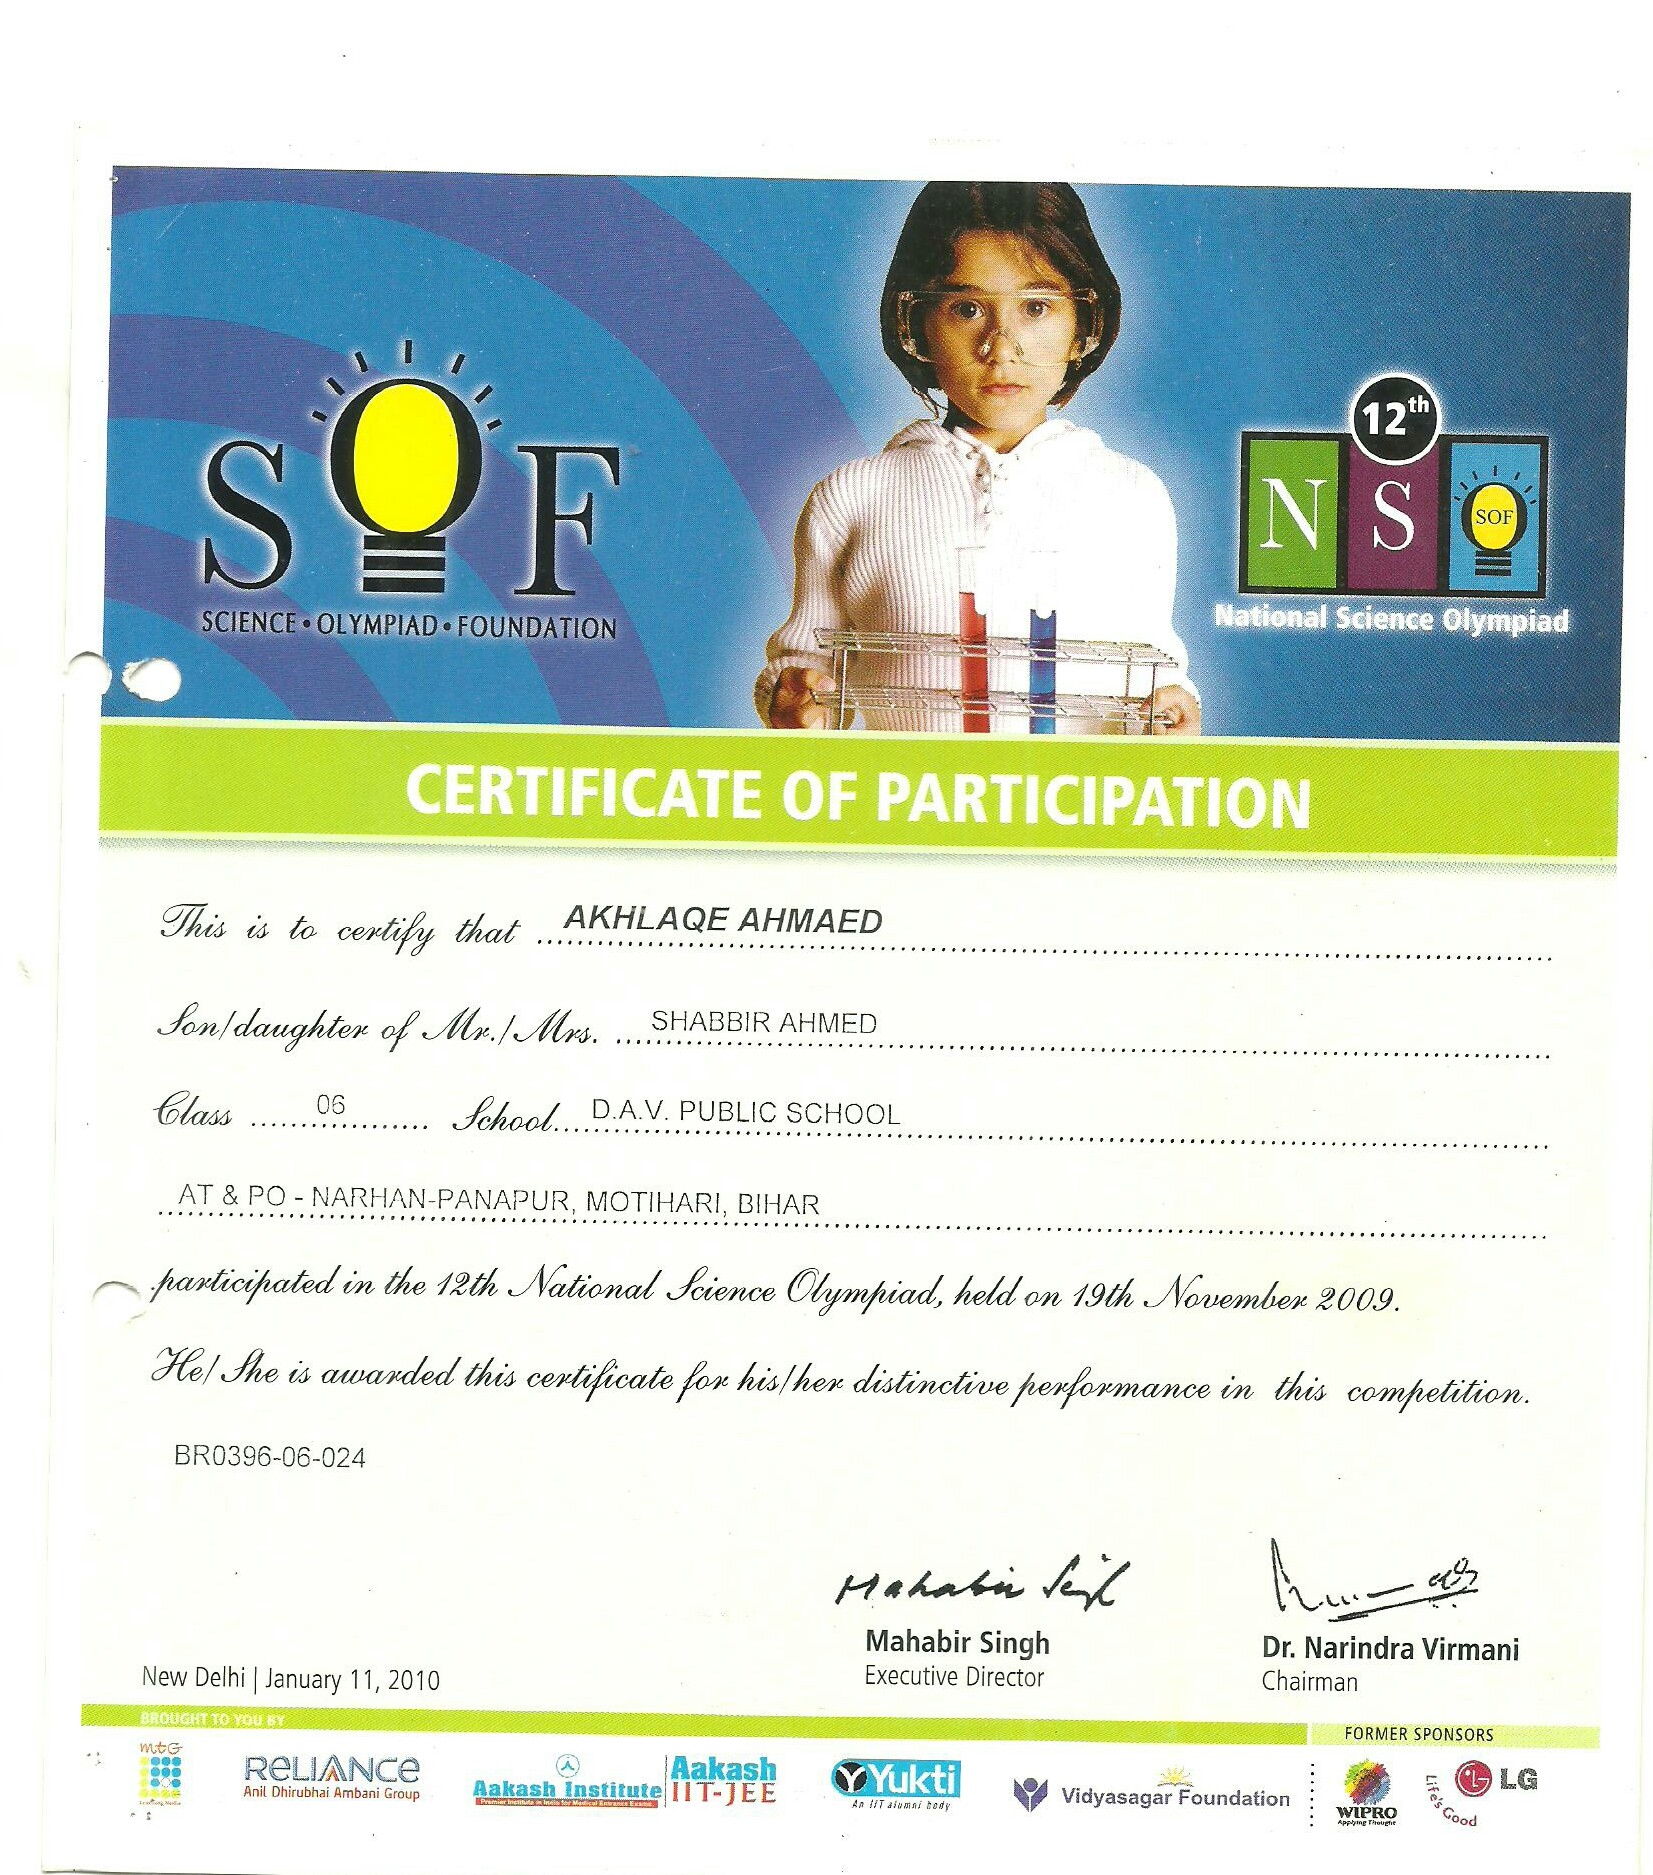 12th
S O F
N S SOF
SCIENCE • OLYMPIAD • FOUNDATION
National Science Olympiad
CERTIFICATE OF PARTICIPATION
This is to certify that AKHLAQE AHMAED
Son/daughter of Mr./Mrs. SHABBIR AHMED
Class 06 School D.A.V. PUBLIC SCHOOL
AT & PO - NARHAN-PANAPUR, MOTIHARI, BIHAR
participated in the 12th National Science Olympiad, held on 19th November 2009.
He/She is awarded this certificate for his/her distinctive performance in this competition.
BR0396-06-024
Mahabir Singh
Mahabir Singh Dr. Narindra Virmani
Executive Director Chairman
New Delhi | January 11, 2010
BROUGHT TO YOU BY FORMER SPONSORS
mtG
Learning Media
RELIANCE
Anil Dhirubhai Ambani Group
Aakash Institute
Premier Institute in India for Medical Entrance Exams
Aakash
IIT-JEE
Y Yukti
An IIT alumni body
Vidyasagar Foundation
WIPRO
Applying Thought
LG
Life's Good